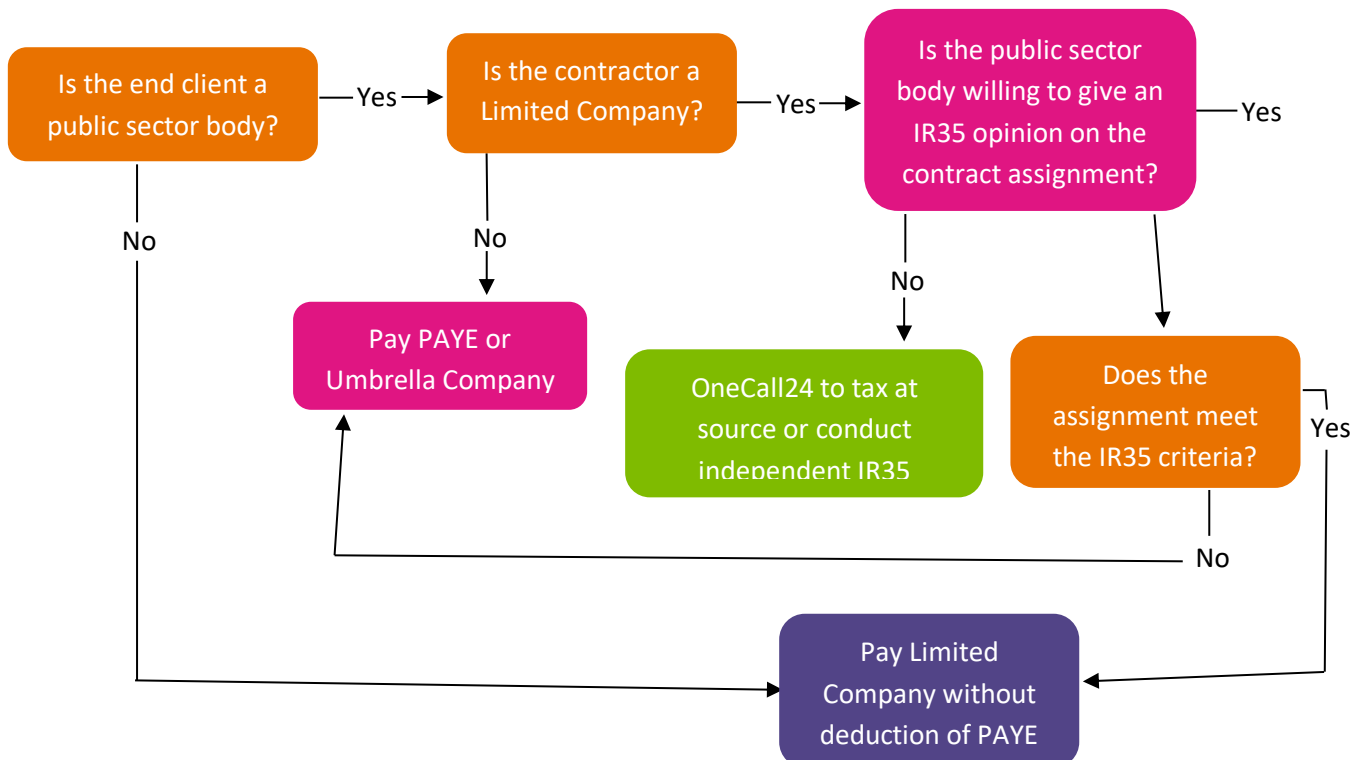 Is the end client a
public sector body?
Yes
Is the contractor a
Limited Company?
Yes
Is the public sector
body willing to give an
IR35 opinion on the
contract assignment?
Yes
No
No
No
Pay PAYE or
Umbrella Company
OneCall24 to tax at
source or conduct
independent IR35
Does the
assignment meet
the IR35 criteria?
Yes
No
Pay Limited
Company without
deduction of PAYE